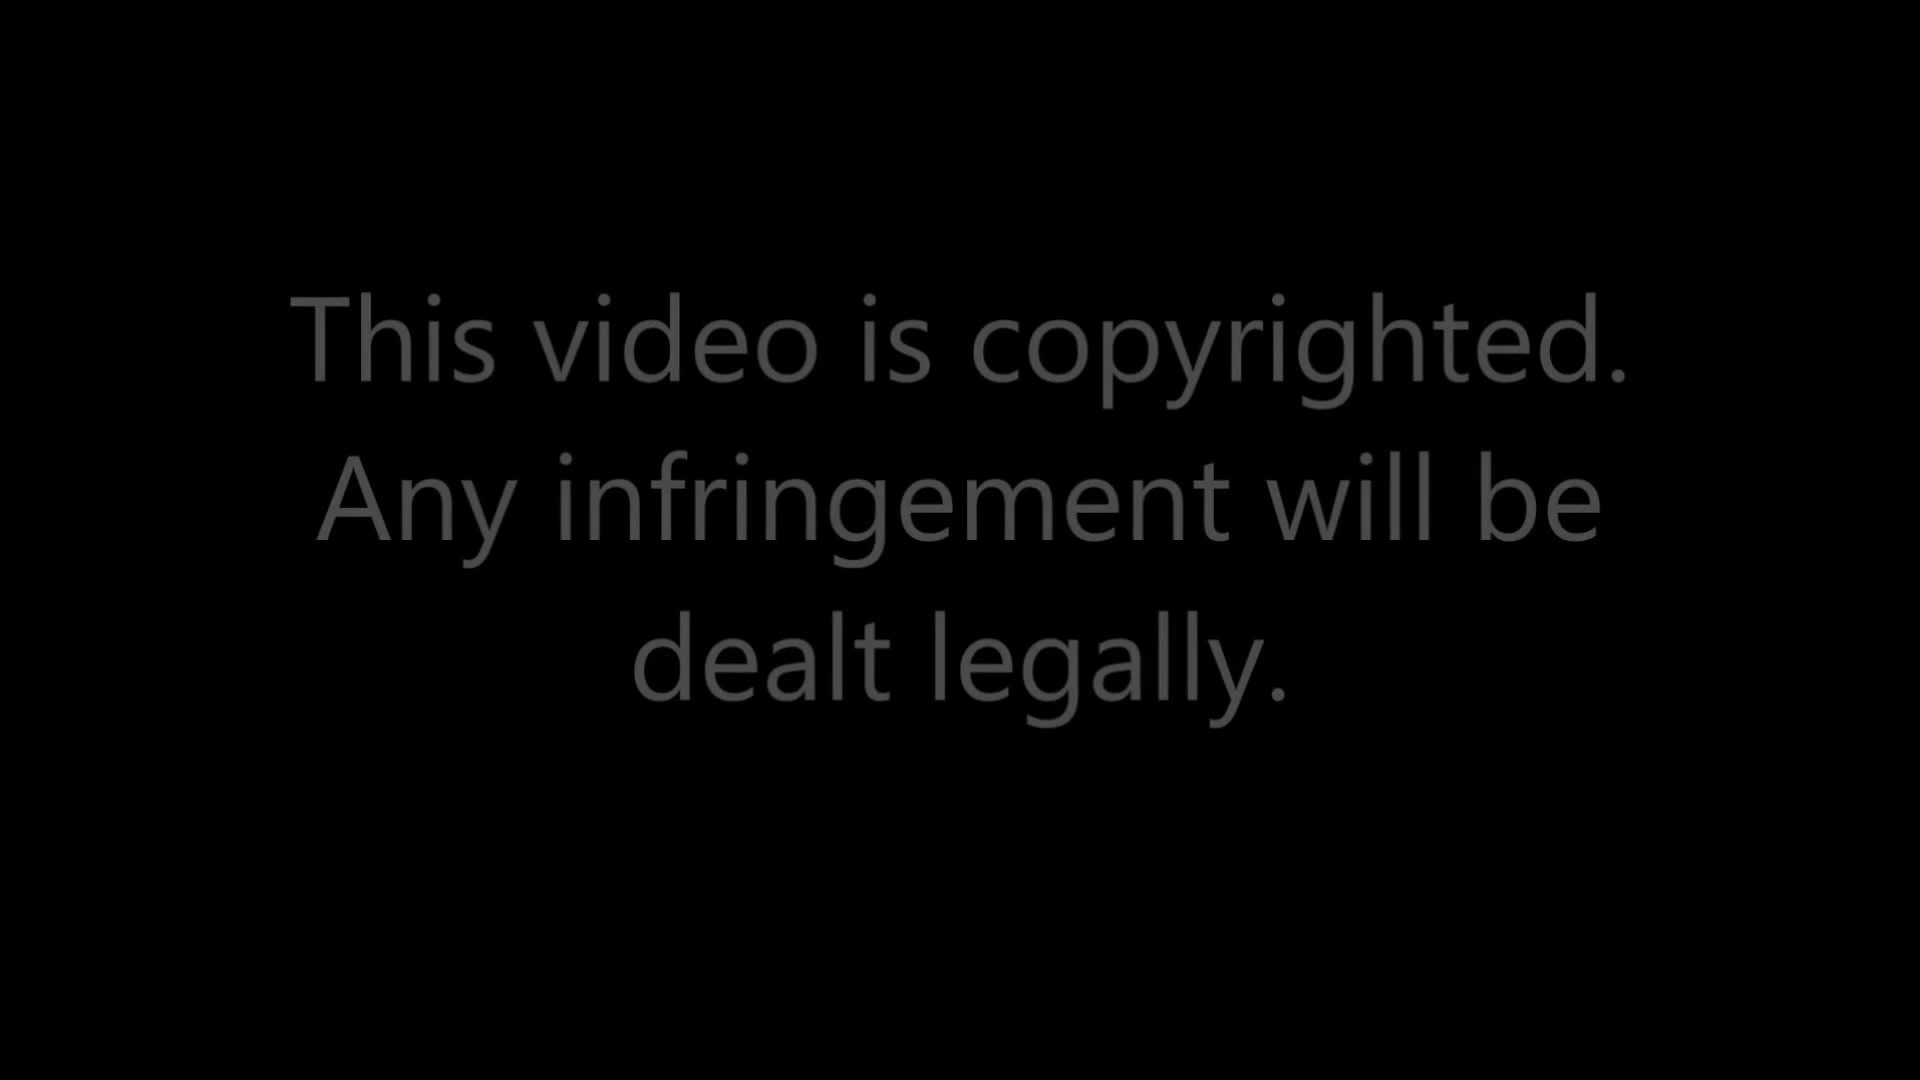 This video is copyrighted.
Any infringement will be
dealt legally.